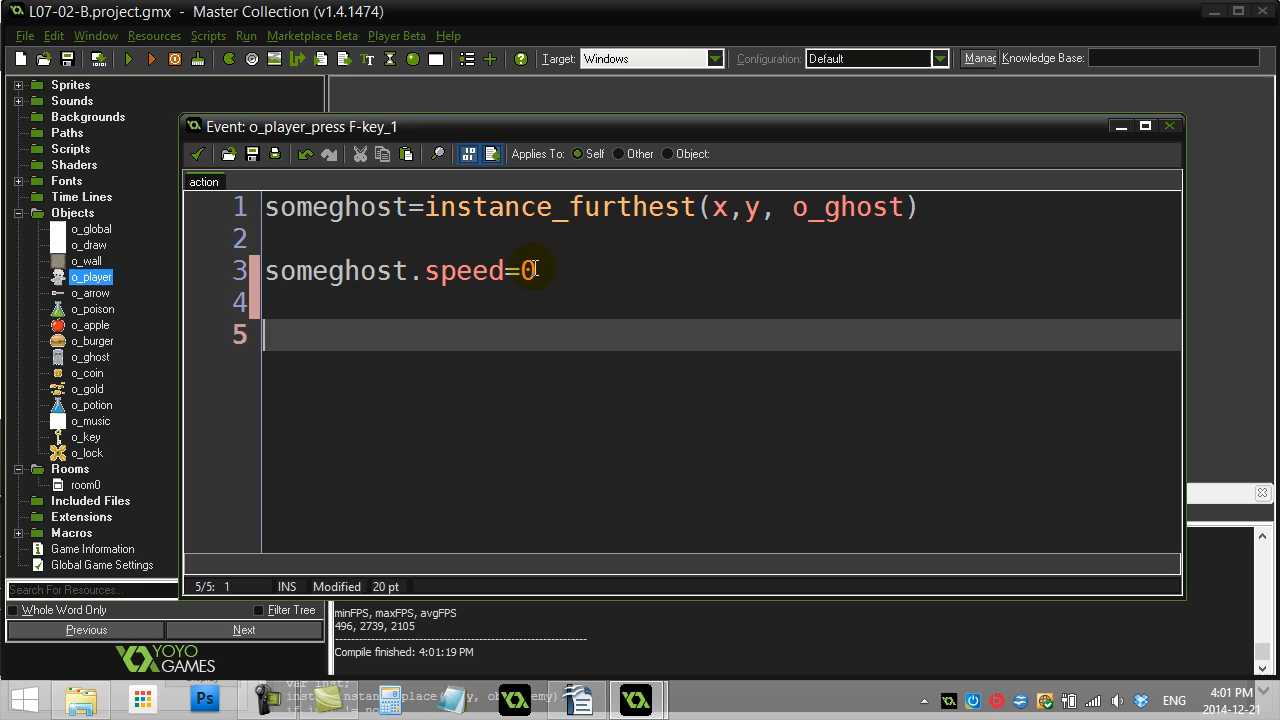 L07-02-B.project.gmx - Master Collection (v1.4.1474)
File Edit Window Resources Scripts Run Marketplace Beta Player Beta Help
Target: Windows Configuration: Default Manac Knowledge Base:
Sprites
Sounds
Backgrounds
Paths
Scripts
Shaders
Fonts
Time Lines
Objects
o_global
o_draw
o_wall
o_player
o_arrow
o_poison
o_apple
o_burger
o_ghost
o_coin
o_gold
o_potion
o_music
o_key
o_lock
Rooms
room0
Included Files
Extensions
Macros
Game Information
Global Game Settings
Search For Resources...
Whole Word Only Filter Tree
Previous Next
YOYO
GAMES
Event: o_player_press F-key_1
Applies To: Self Other Object:
action
1 someghost=instance_furthest(x,y, o_ghost)
2
3 someghost.speed=0
4
5
5/5: 1 INS Modified 20 pt
minFPS, maxFPS, avgFPS
496, 2739, 2105
Compile finished: 4:01:19 PM
var inst;
ENG
4:01 PM
2014-12-21